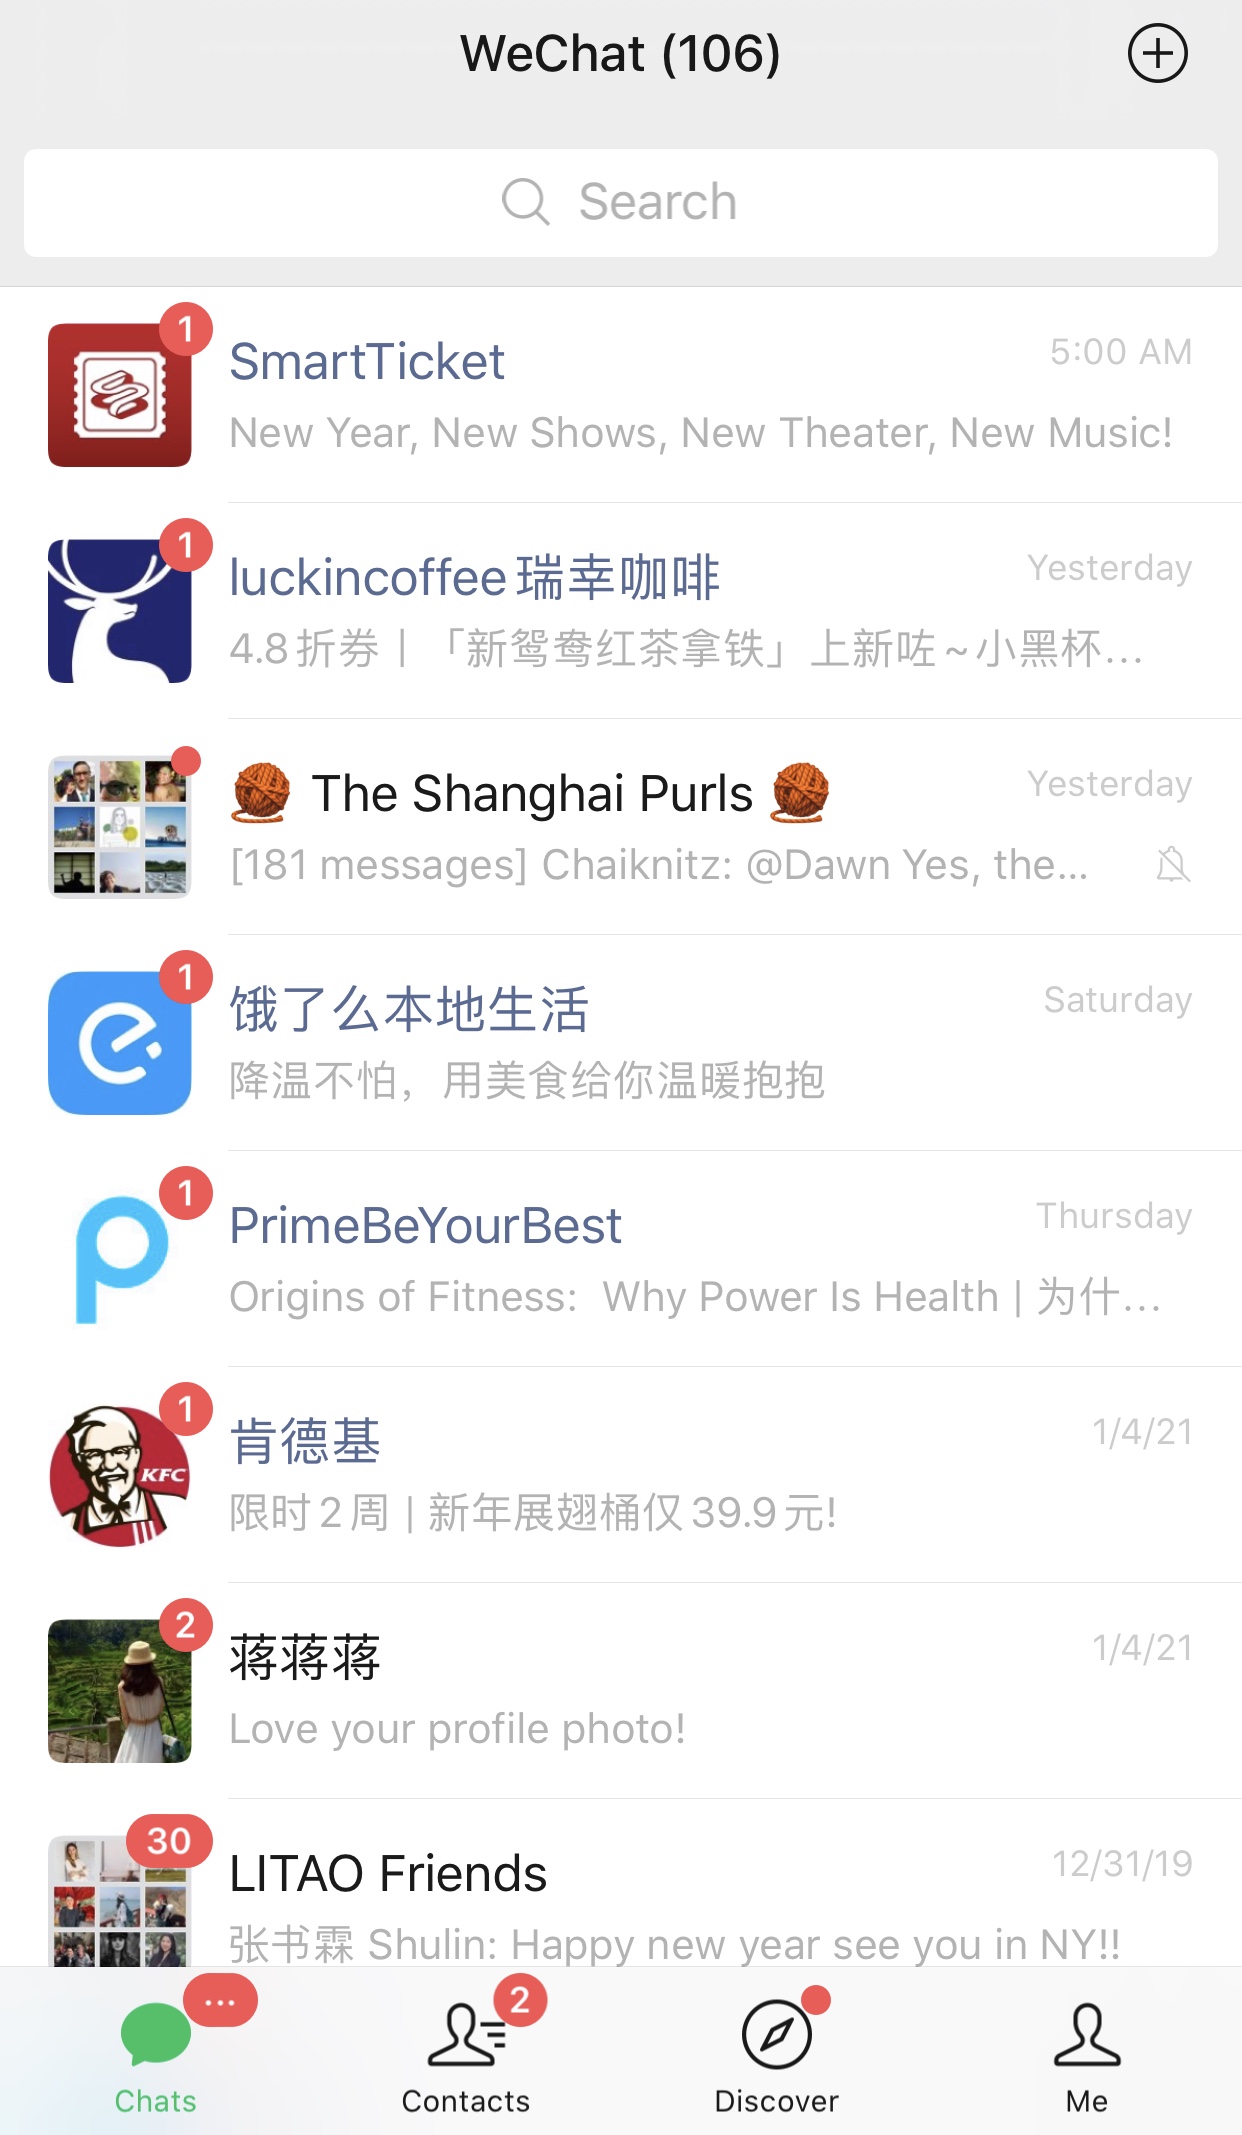 WeChat (106)
Search
1
SmartTicket
5:00 AM
New Year, New Shows, New Theater, New Music!
1
luckincoffee瑞幸咖啡
Yesterday
4.8折券丨「新鸳鸯红茶拿铁」上新咗~小黑杯...
🧶 The Shanghai Purls 🧶
Yesterday
[181 messages] Chaiknitz: @Dawn Yes, the...
1
饿了么本地生活
Saturday
降温不怕，用美食给你温暖抱抱
1
PrimeBeYourBest
Thursday
Origins of Fitness:  Why Power Is Health | 为什...
1
KFC
肯德基
1/4/21
限时2周 | 新年展翅桶仅39.9元!
2
蒋蒋蒋
1/4/21
Love your profile photo!
30
LITAO Friends
12/31/19
张书霖 Shulin: Happy new year see you in NY!!
...
2
Chats
Contacts
Discover
Me